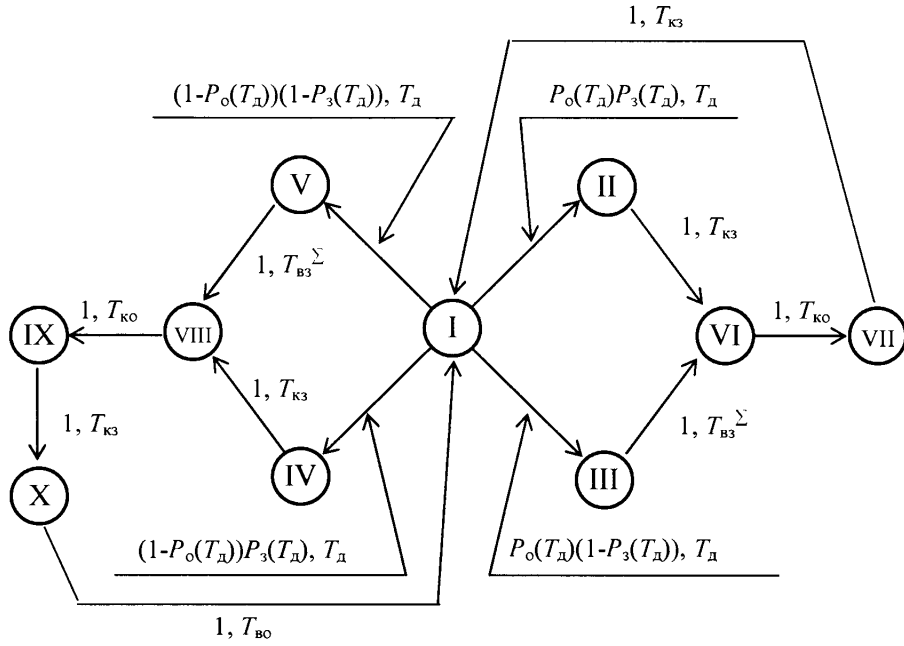 1, Tкз
(1-Pо(Tд))(1-Pз(Tд)), Tд
Pо(Tд)Pз(Tд), Tд
V
II
1, Tкз
1, Tвз Σ
1, Tко
IX
VIII
I
VI
1, Tко
VII
1, Tкз
1, Tкз
1, Tвз Σ
X
IV
III
(1-Pо(Tд))Pз(Tд), Tд
Pо(Tд)(1-Pз(Tд)), Tд
1, Tво